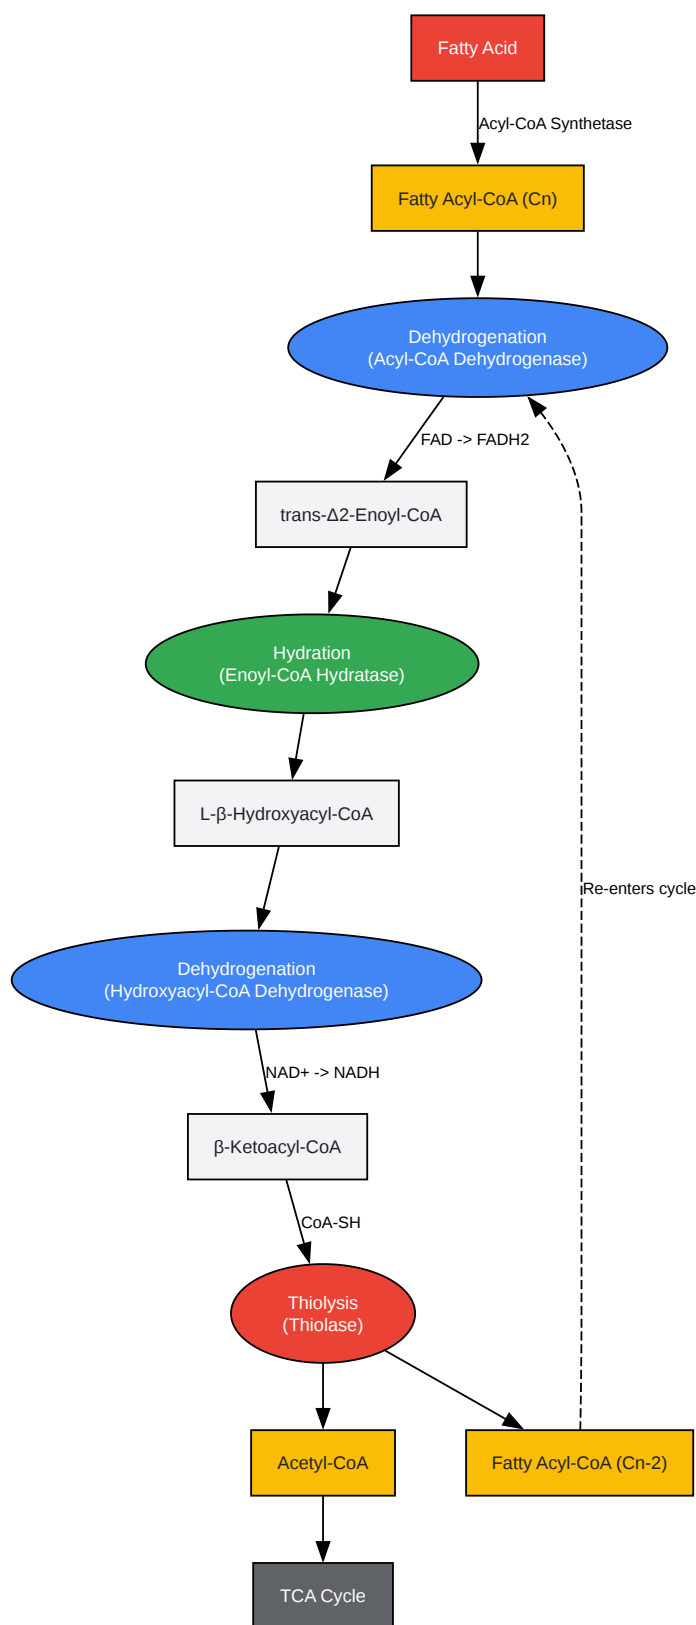 Fatty Acid
Acyl-CoA Synthetase
Fatty Acyl-CoA (Cn)
Dehydrogenation
(Acyl-CoA Dehydrogenase)
FAD -> FADH2
trans-Δ2-Enoyl-CoA
Hydration
(Enoyl-CoA Hydratase)
L-β-Hydroxyacyl-CoA
Re-enters cycle
Dehydrogenation
(Hydroxyacyl-CoA Dehydrogenase)
NAD+ -> NADH
β-Ketoacyl-CoA
CoA-SH
Thiolysis
(Thiolase)
Acetyl-CoA
Fatty Acyl-CoA (Cn-2)
TCA Cycle